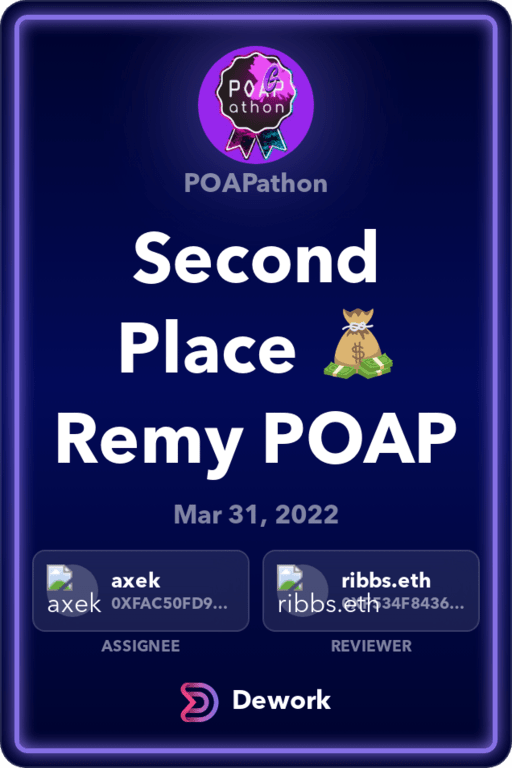 POAP
athon
POAPathon
Second
Place 💰
Remy POAP
Mar 31, 2022
axek
axek
0XFAC50FD9...
ribbs.eth
ribbs.eth
ASSIGNEE
REVIEWER
Dework